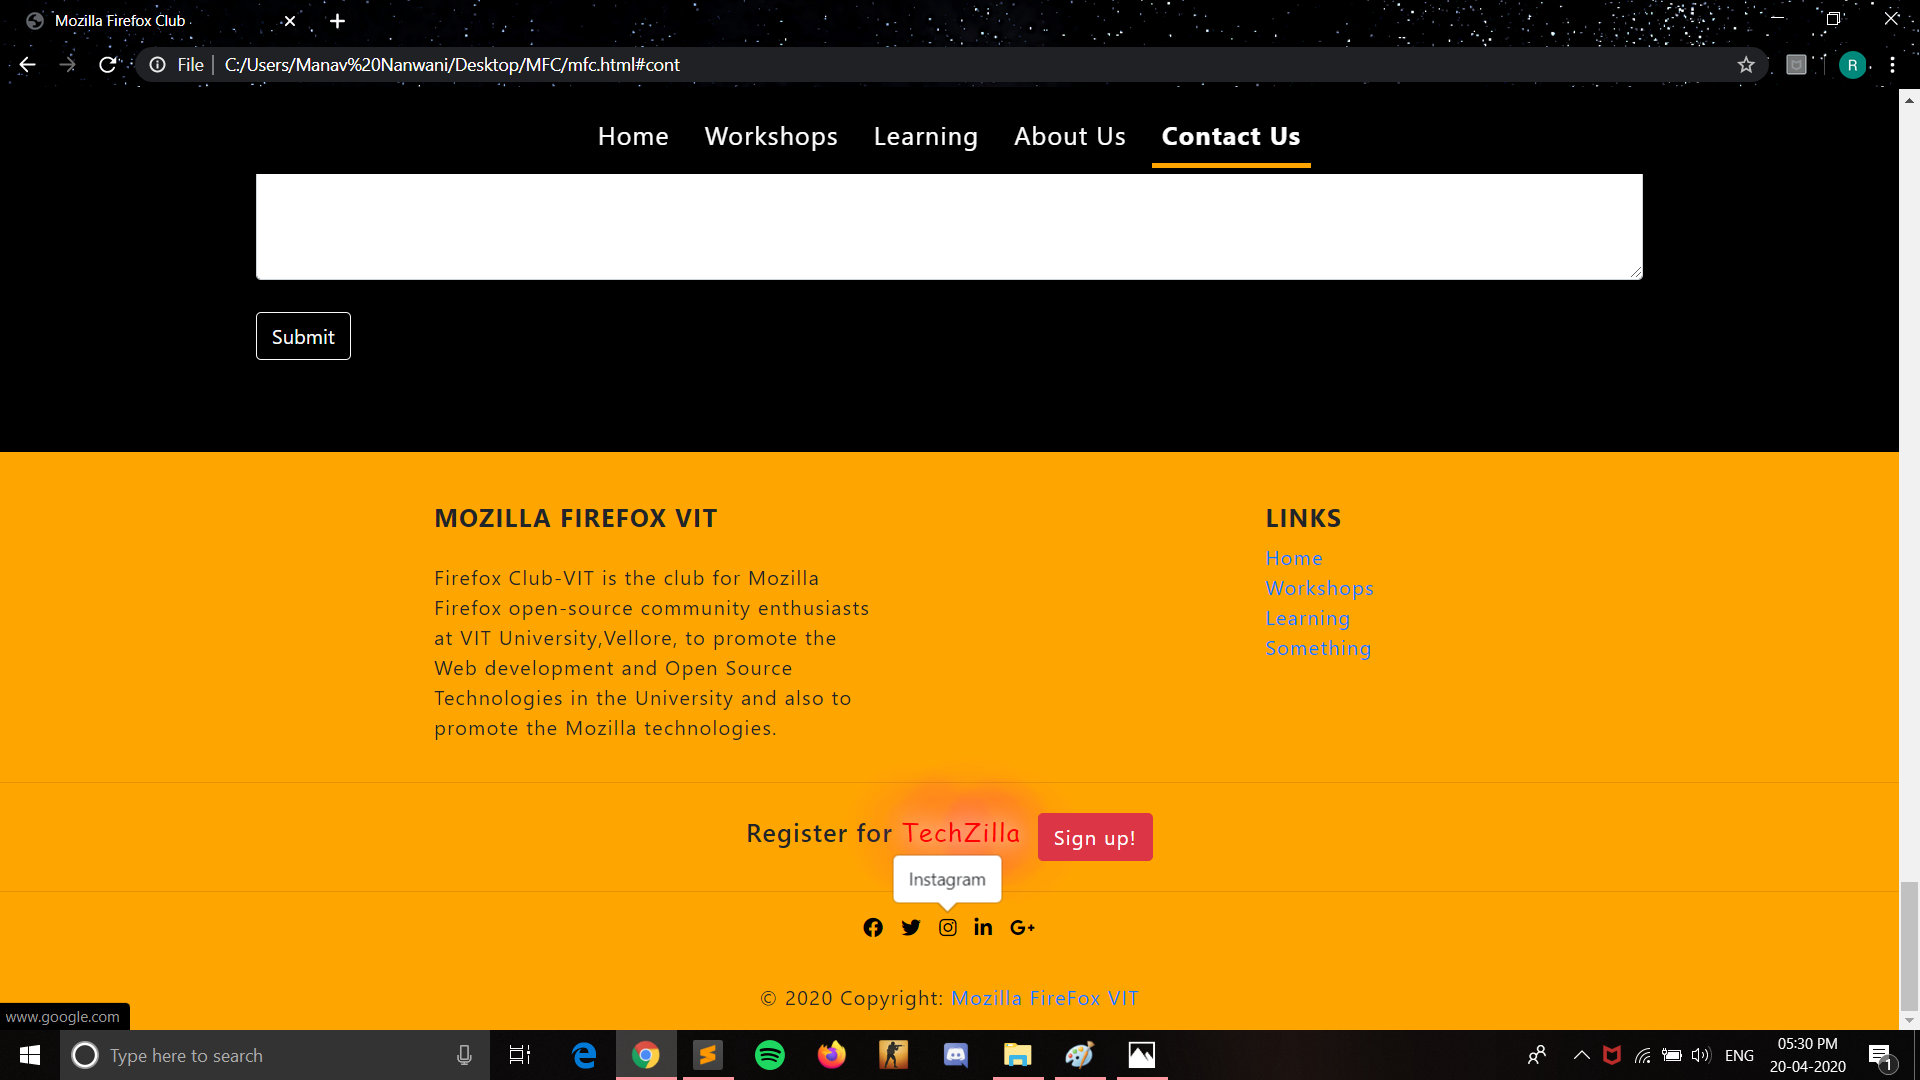 Mozilla Firefox Club
File
C:/Users/Manav%20Nanwani/Desktop/MFC/mfc.html#cont
R
Home Workshops Learning About Us Contact Us
Submit
MOZILLA FIREFOX VIT
Firefox Club-VIT is the club for Mozilla
Firefox open-source community enthusiasts
at VIT University,Vellore, to promote the
Web development and Open Source
Technologies in the University and also to
promote the Mozilla technologies.
LINKS
Home
Workshops
Learning
Something
Register for TechZilla Sign up!
Instagram
© 2020 Copyright: Mozilla FireFox VIT
www.google.com
Type here to search
ENG
05:30 PM
20-04-2020
1